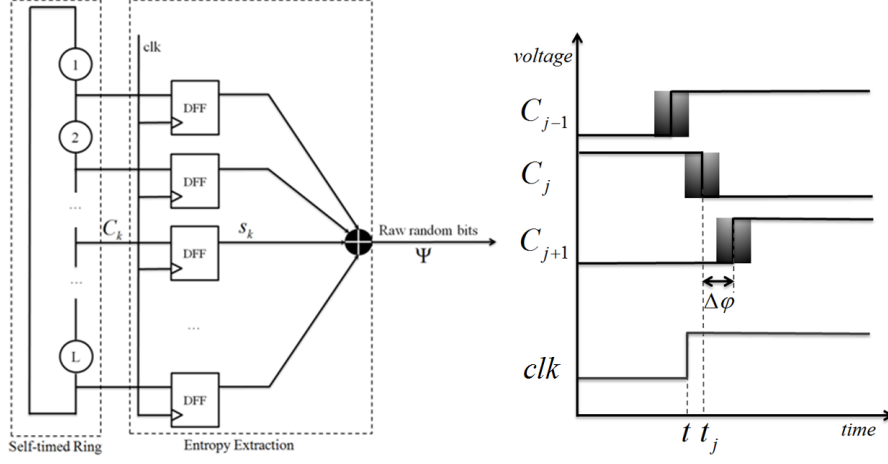 clk
1
DFF
2
DFF
...
C_k
s_k
DFF
Raw random bits
Ψ
...
...
L
DFF
Self-timed Ring
Entropy Extraction
voltage
C_{j-1}
C_j
C_{j+1}
Δφ
clk
t
t_j
time